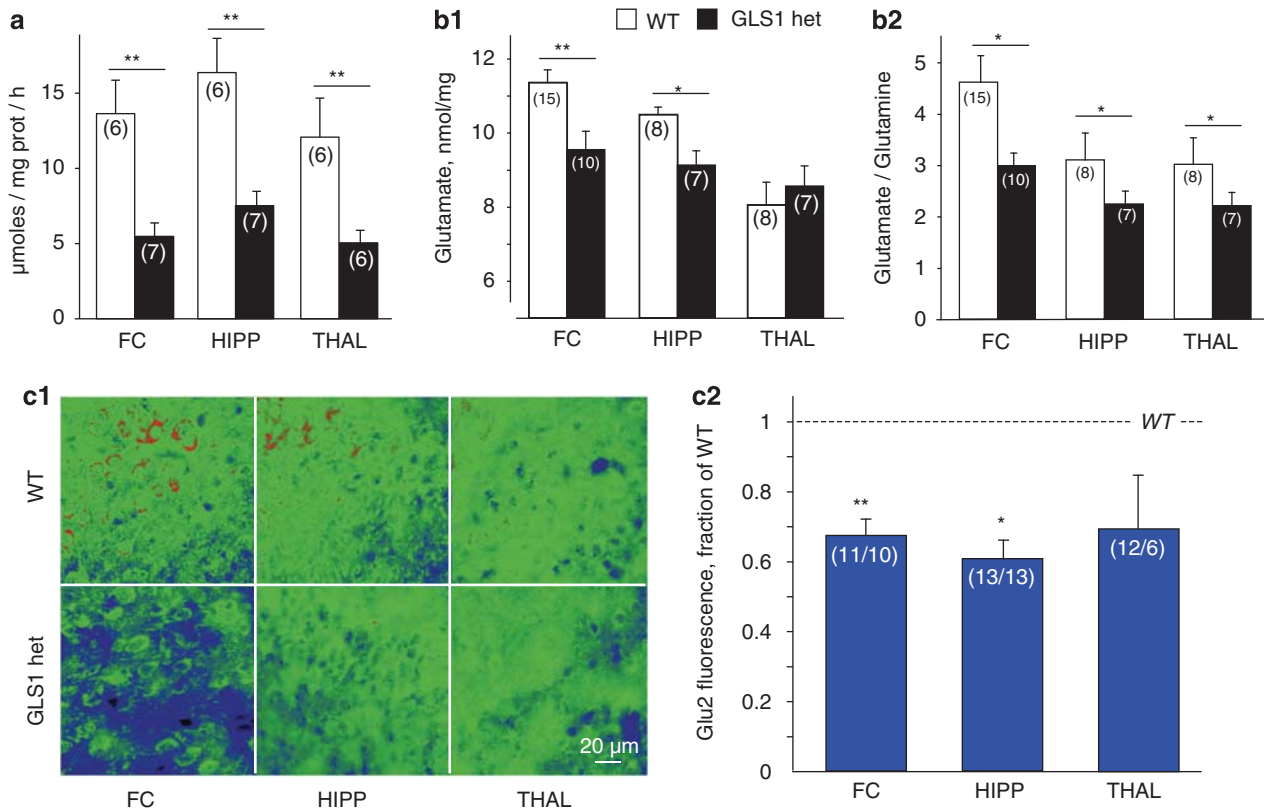 a
µmoles / mg prot / h
15
10
5
0
**
**
**
(6)
(7)
(6)
(7)
(6)
(6)
FC HIPP THAL
b1
WT GLS1 het
Glutamate, nmol/mg
12
10
8
6
**
*
(15)
(10)
(8)
(7)
(8)
(7)
FC HIPP THAL
b2
Glutamate / Glutamine
5
4
3
2
1
0
*
*
*
(15)
(10)
(8)
(7)
(8)
(7)
FC HIPP THAL
c1
WT
GLS1 het
20 µm
FC HIPP THAL
c2
Glu2 fluorescence, fraction of WT
1
0.8
0.6
0.4
0.2
0
WT
**
*
(11/10)
(13/13)
(12/6)
FC HIPP THAL